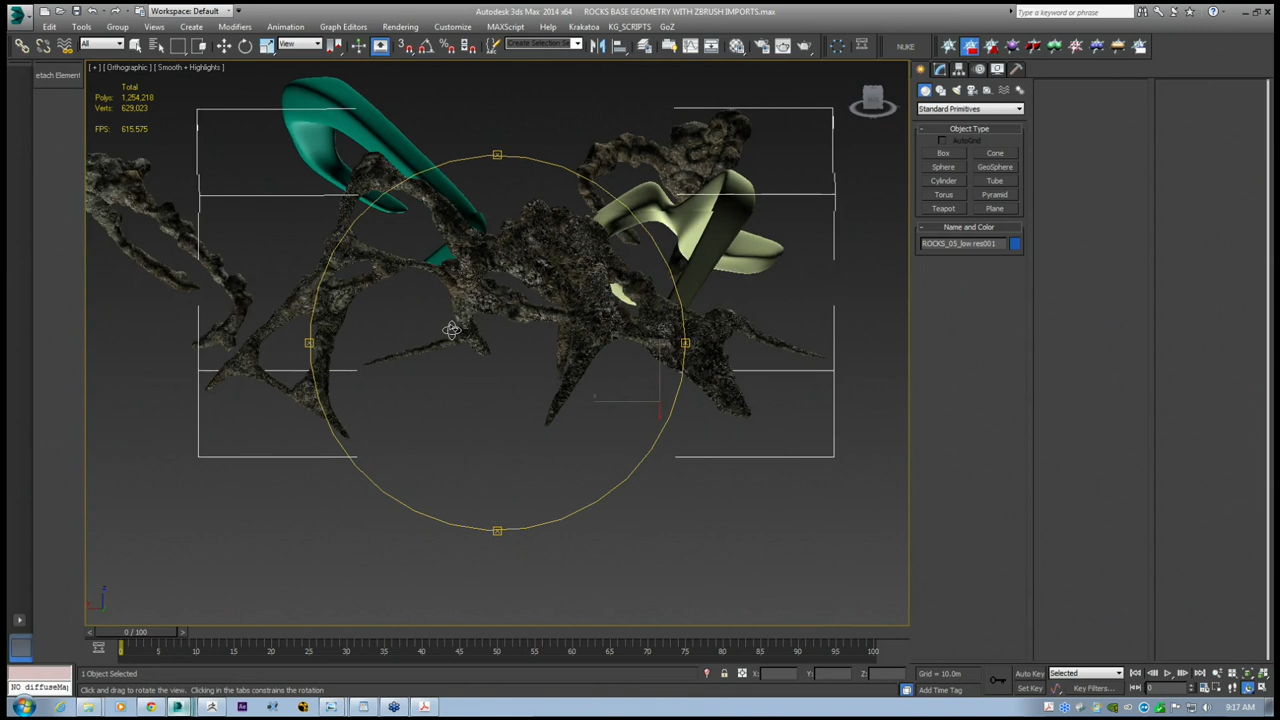 Workspace: Default
Autodesk 3ds Max 2014 x64
ROCKS BASE GEOMETRY WITH ZBRUSH IMPORTS.max
Type a keyword or phrase
Edit Tools Group Views Create Modifiers Animation Graph Editors Rendering Customize MAXScript Help Krakatoa KG_SCRIPTS GoZ
All
View
Create Selection Se
NUKE
etach Element
[ + ] [ Orthographic ] [ Smooth + Highlights ]
Total
Polys: 1,254,218
Verts: 629,023
FPS: 615.575
Standard Primitives
Object Type
AutoGrid
Box Cone
Sphere GeoSphere
Cylinder Tube
Torus Pyramid
Teapot Plane
Name and Color
ROCKS_05_low res001
0 / 100
0 5 10 15 20 25 30 35 40 45 50 55 60 65 70 75 80 85 90 95 100
1 Object Selected
X: Y: Z:
Grid = 10.0m
Auto Key
Selected
NO diffuseMap
Click and drag to rotate the view. Clicking in the tabs constrains the rotation
Add Time Tag
Set Key
Key Filters...
0
9:17 AM